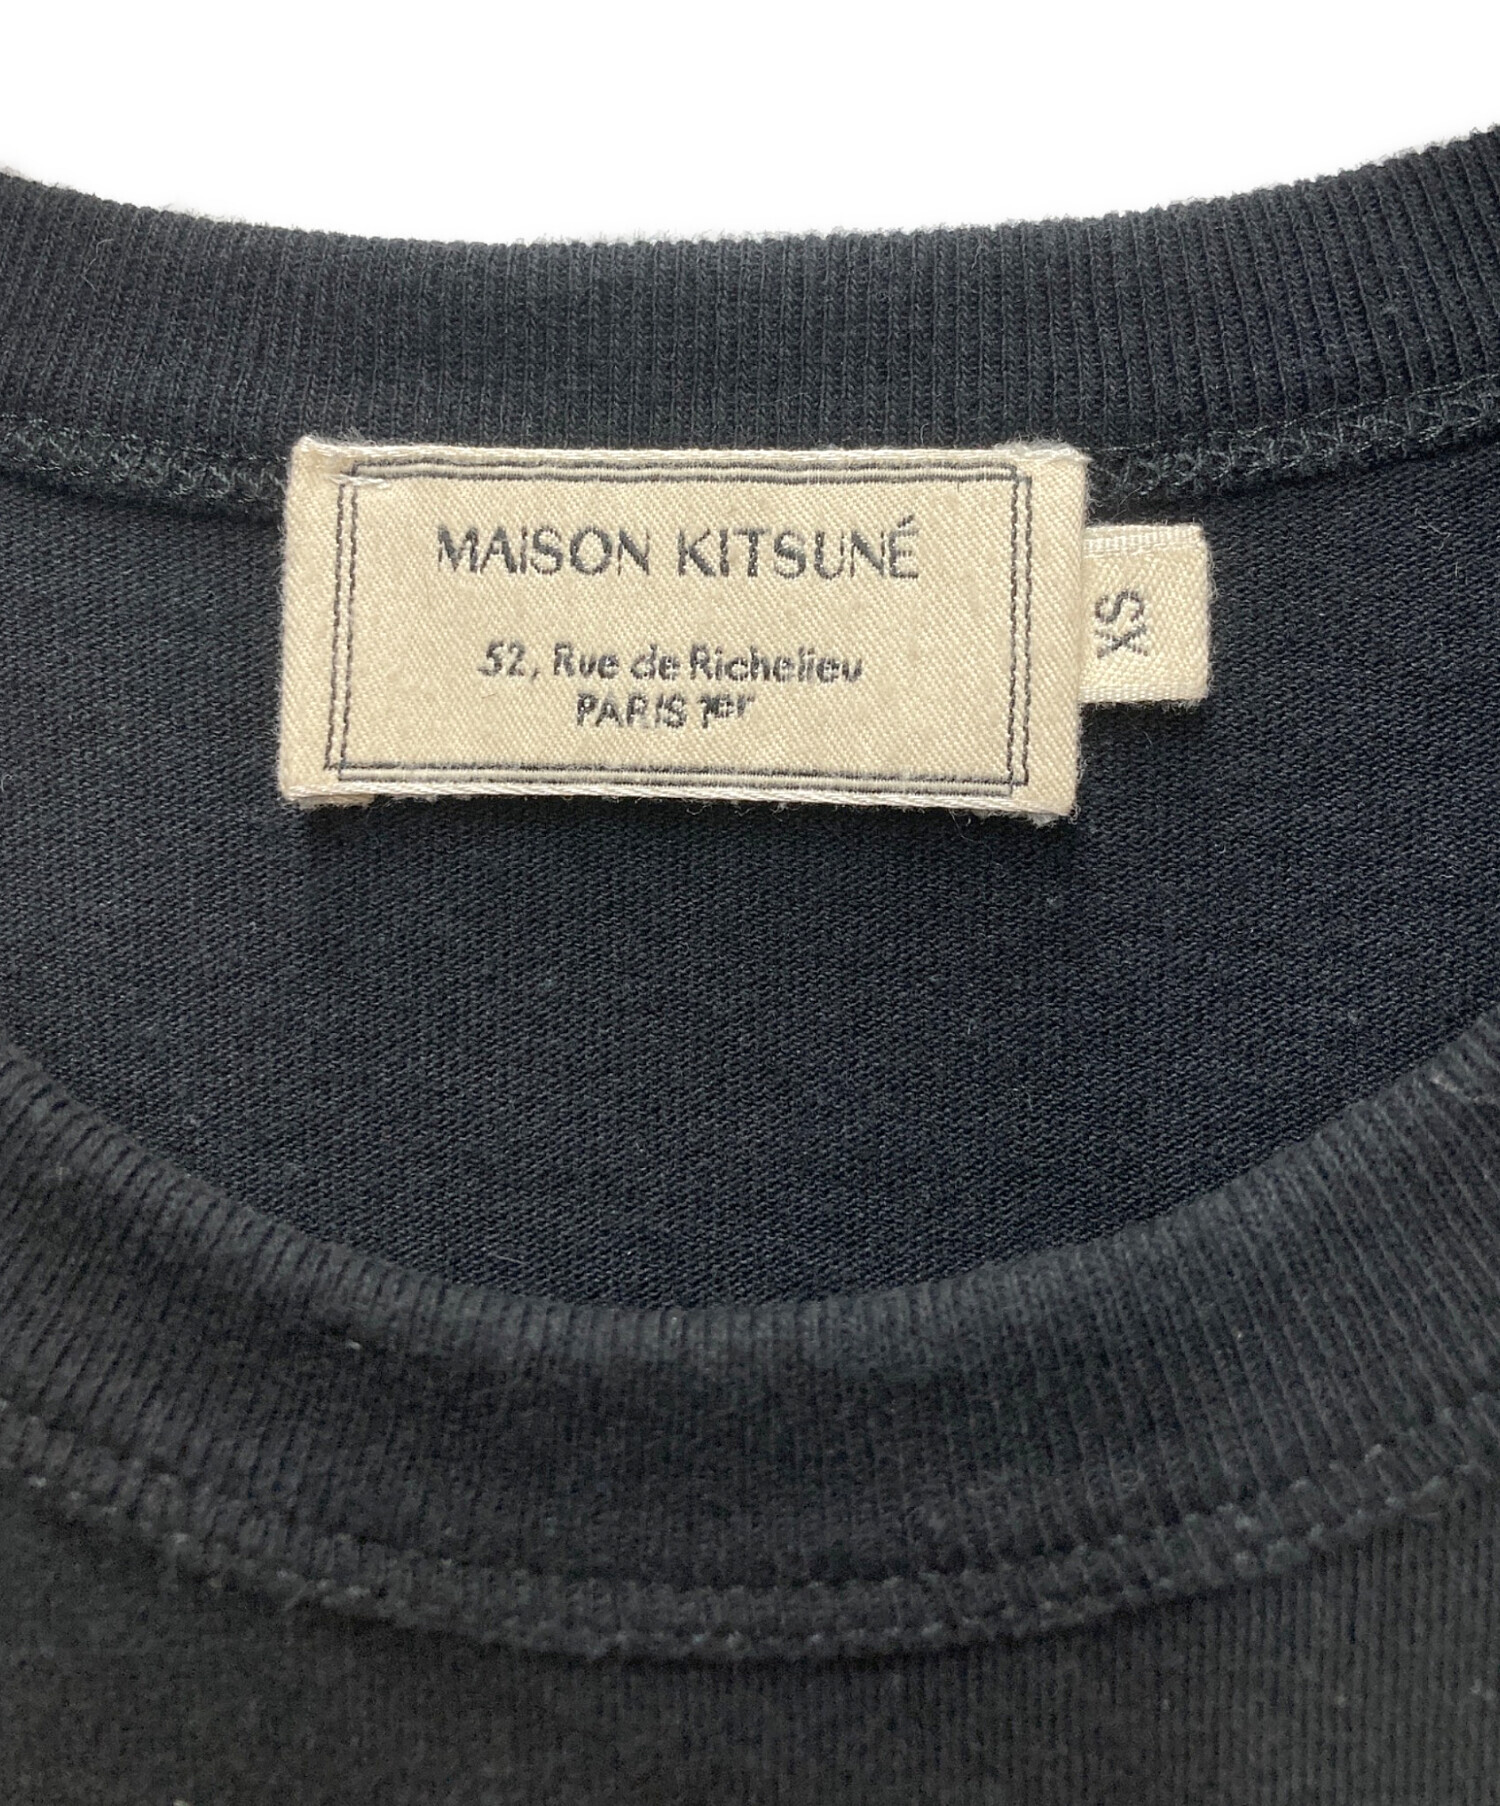 MAISON KITSUNÉ
52, Rue de Richelieu
PARIS 1er
XS